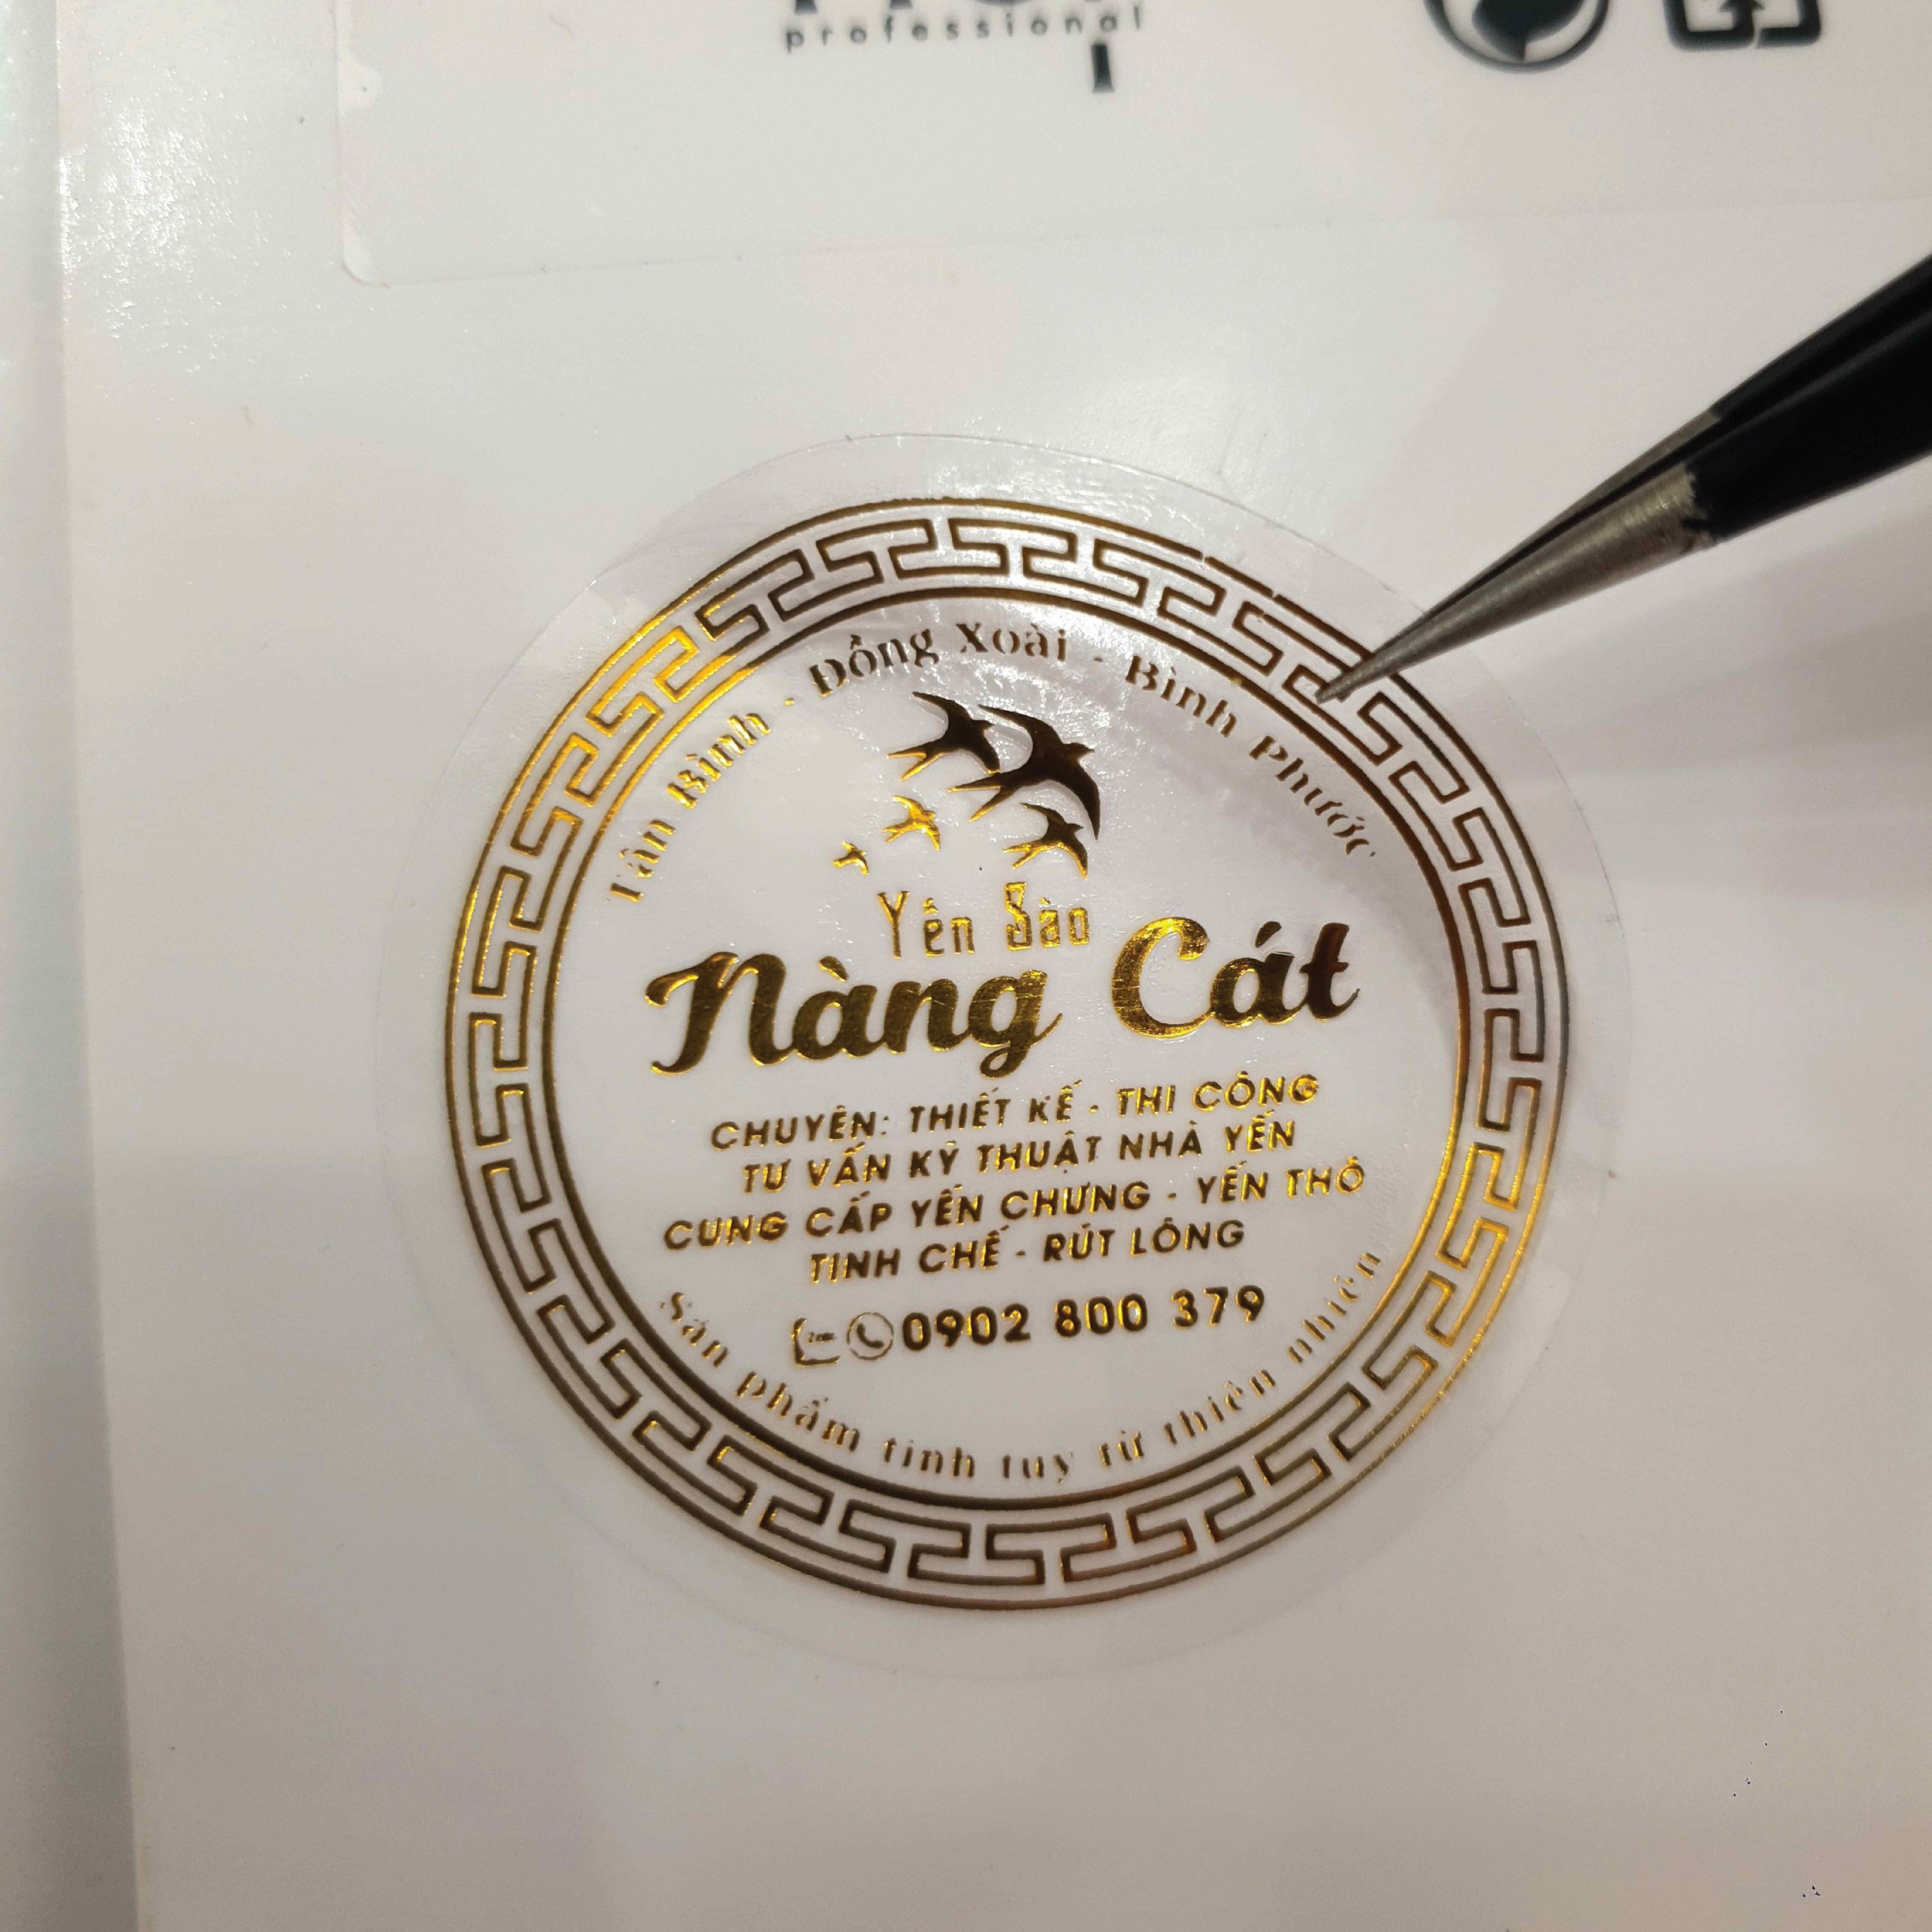 professional
Tân Bình - Đồng Xoài - Bình Phước
Yến Sào
Nàng Cát
CHUYÊN: THIẾT KẾ - THI CÔNG
TƯ VẤN KỸ THUẬT NHÀ YẾN
CUNG CẤP YẾN CHƯNG - YẾN THÔ
TINH CHẾ - RÚT LÔNG
0902 800 379
Sản phẩm tinh tuy từ thiên nhiên